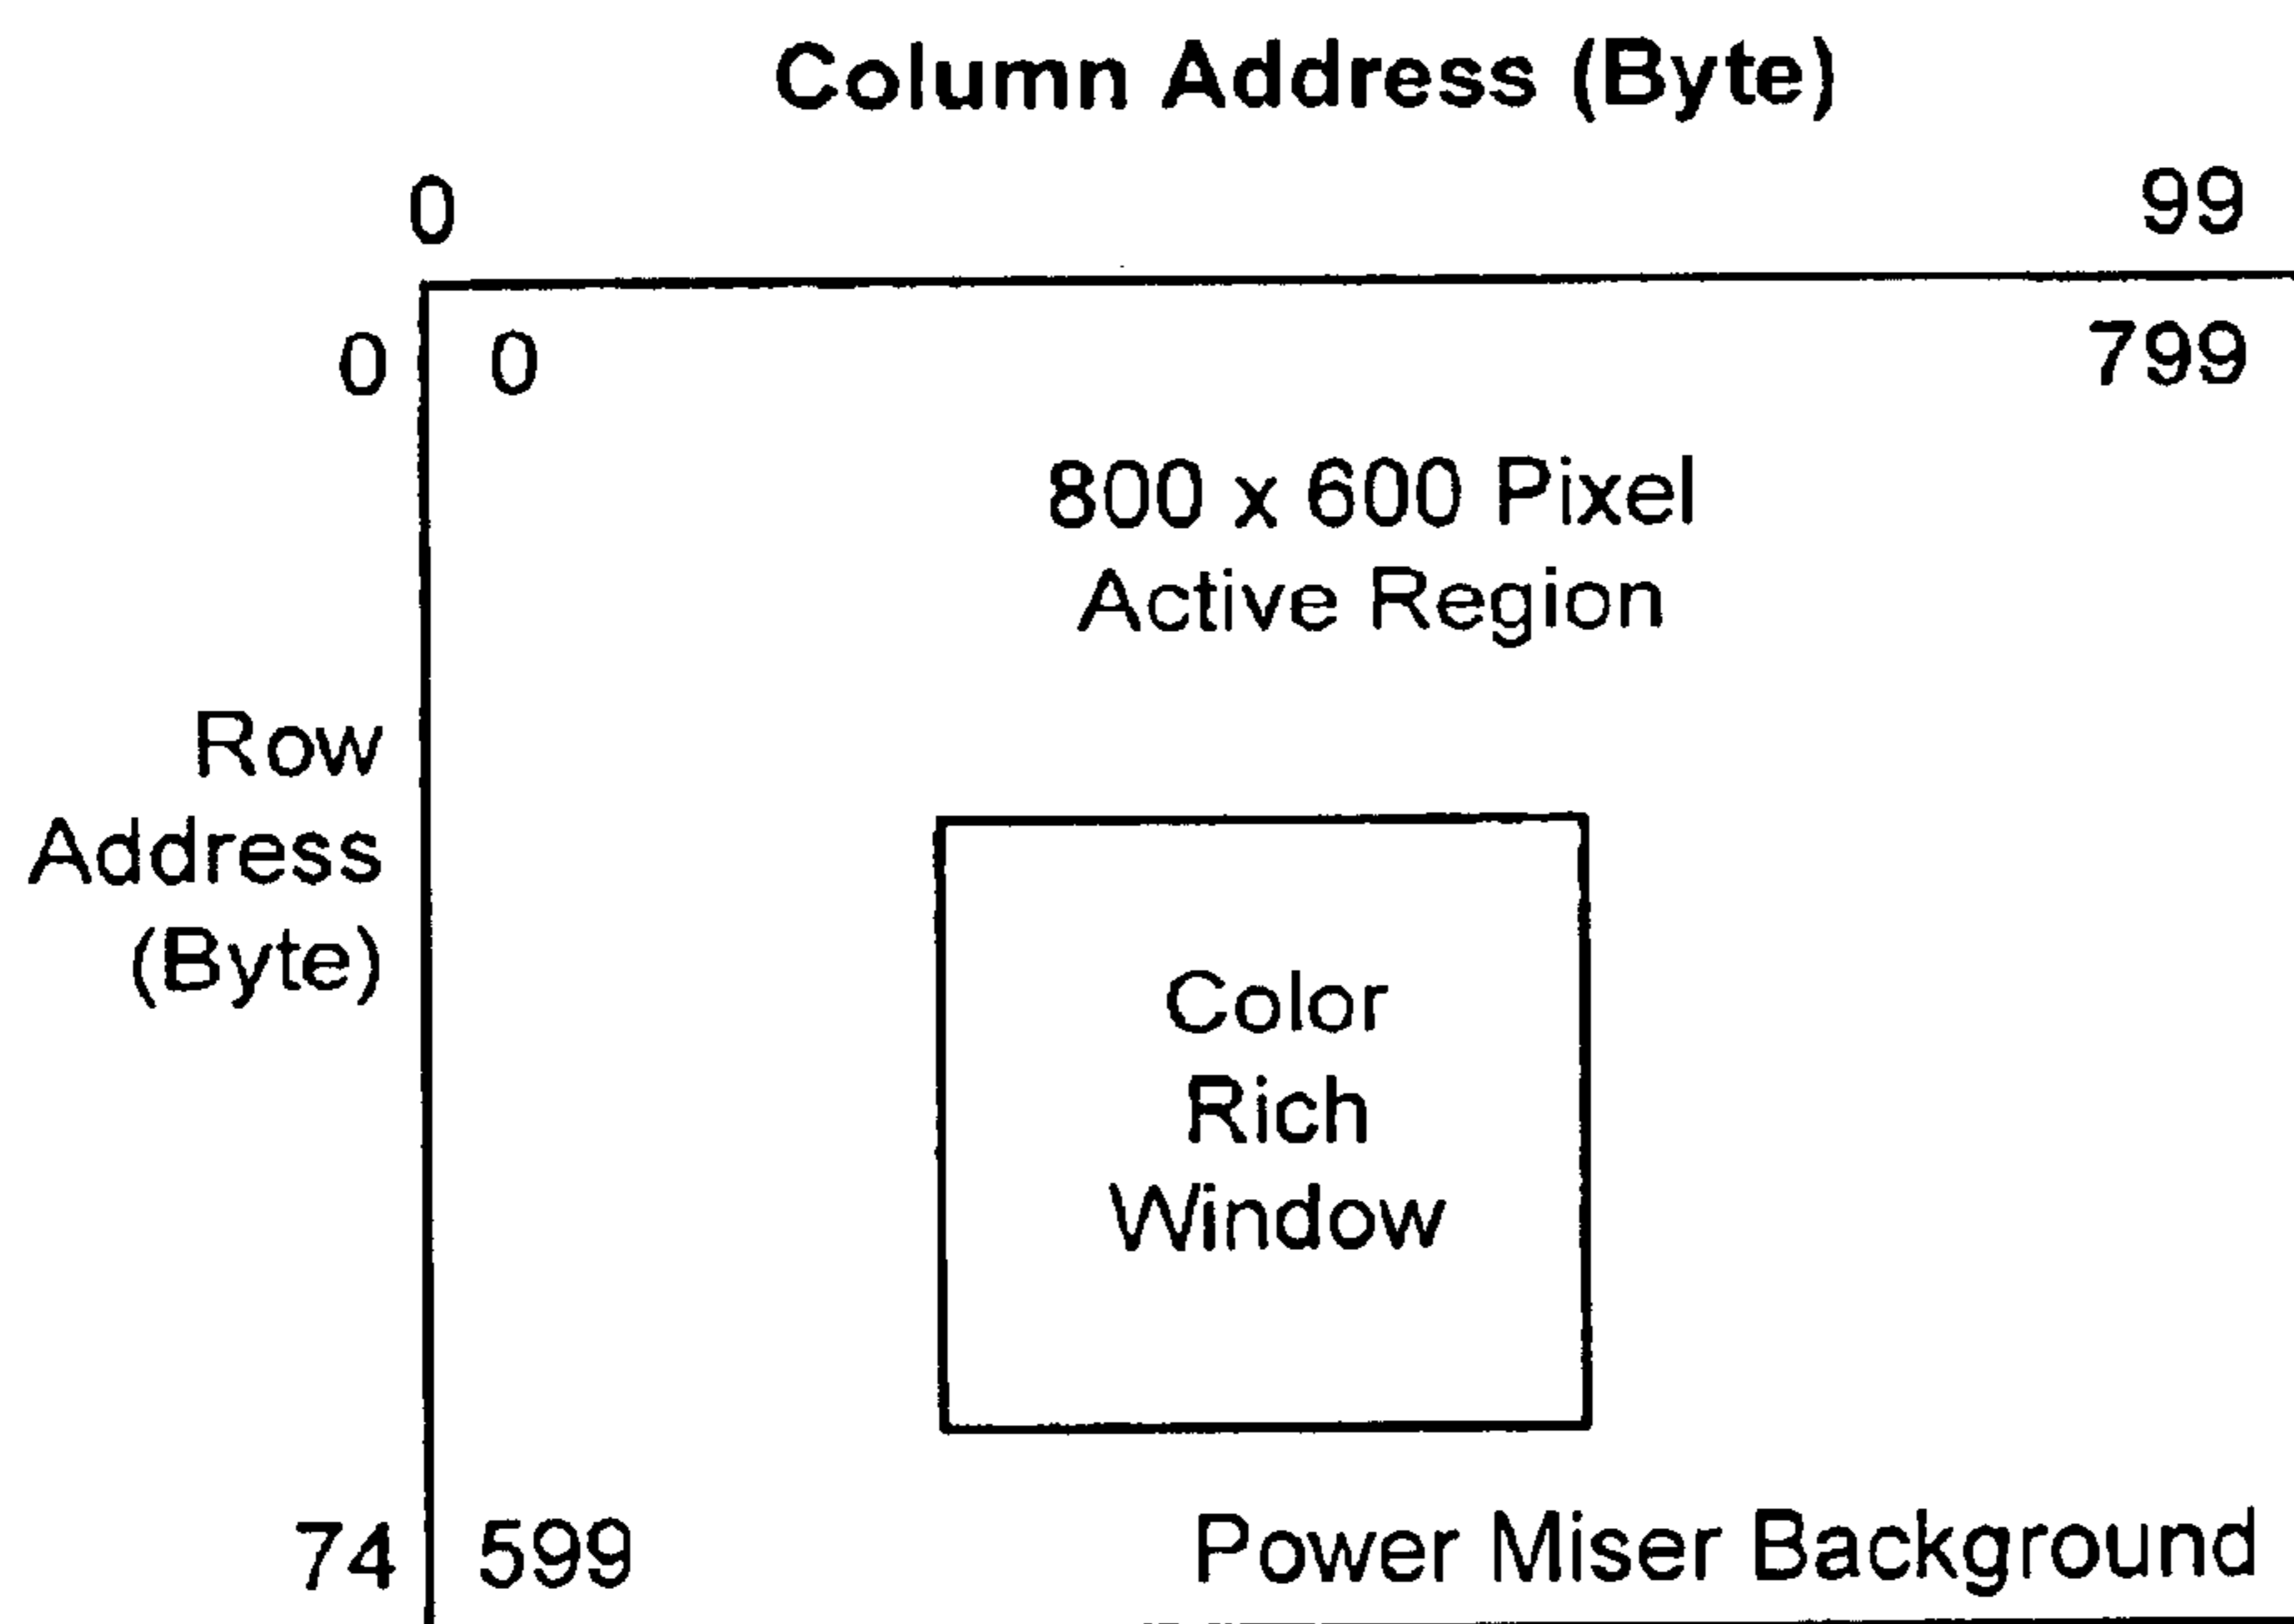 Column Address (Byte)
0 99
0 0 799
800 x 600 Pixel
Active Region
Row
Address
(Byte)
Color
Rich
Window
74 599 Power Miser Background